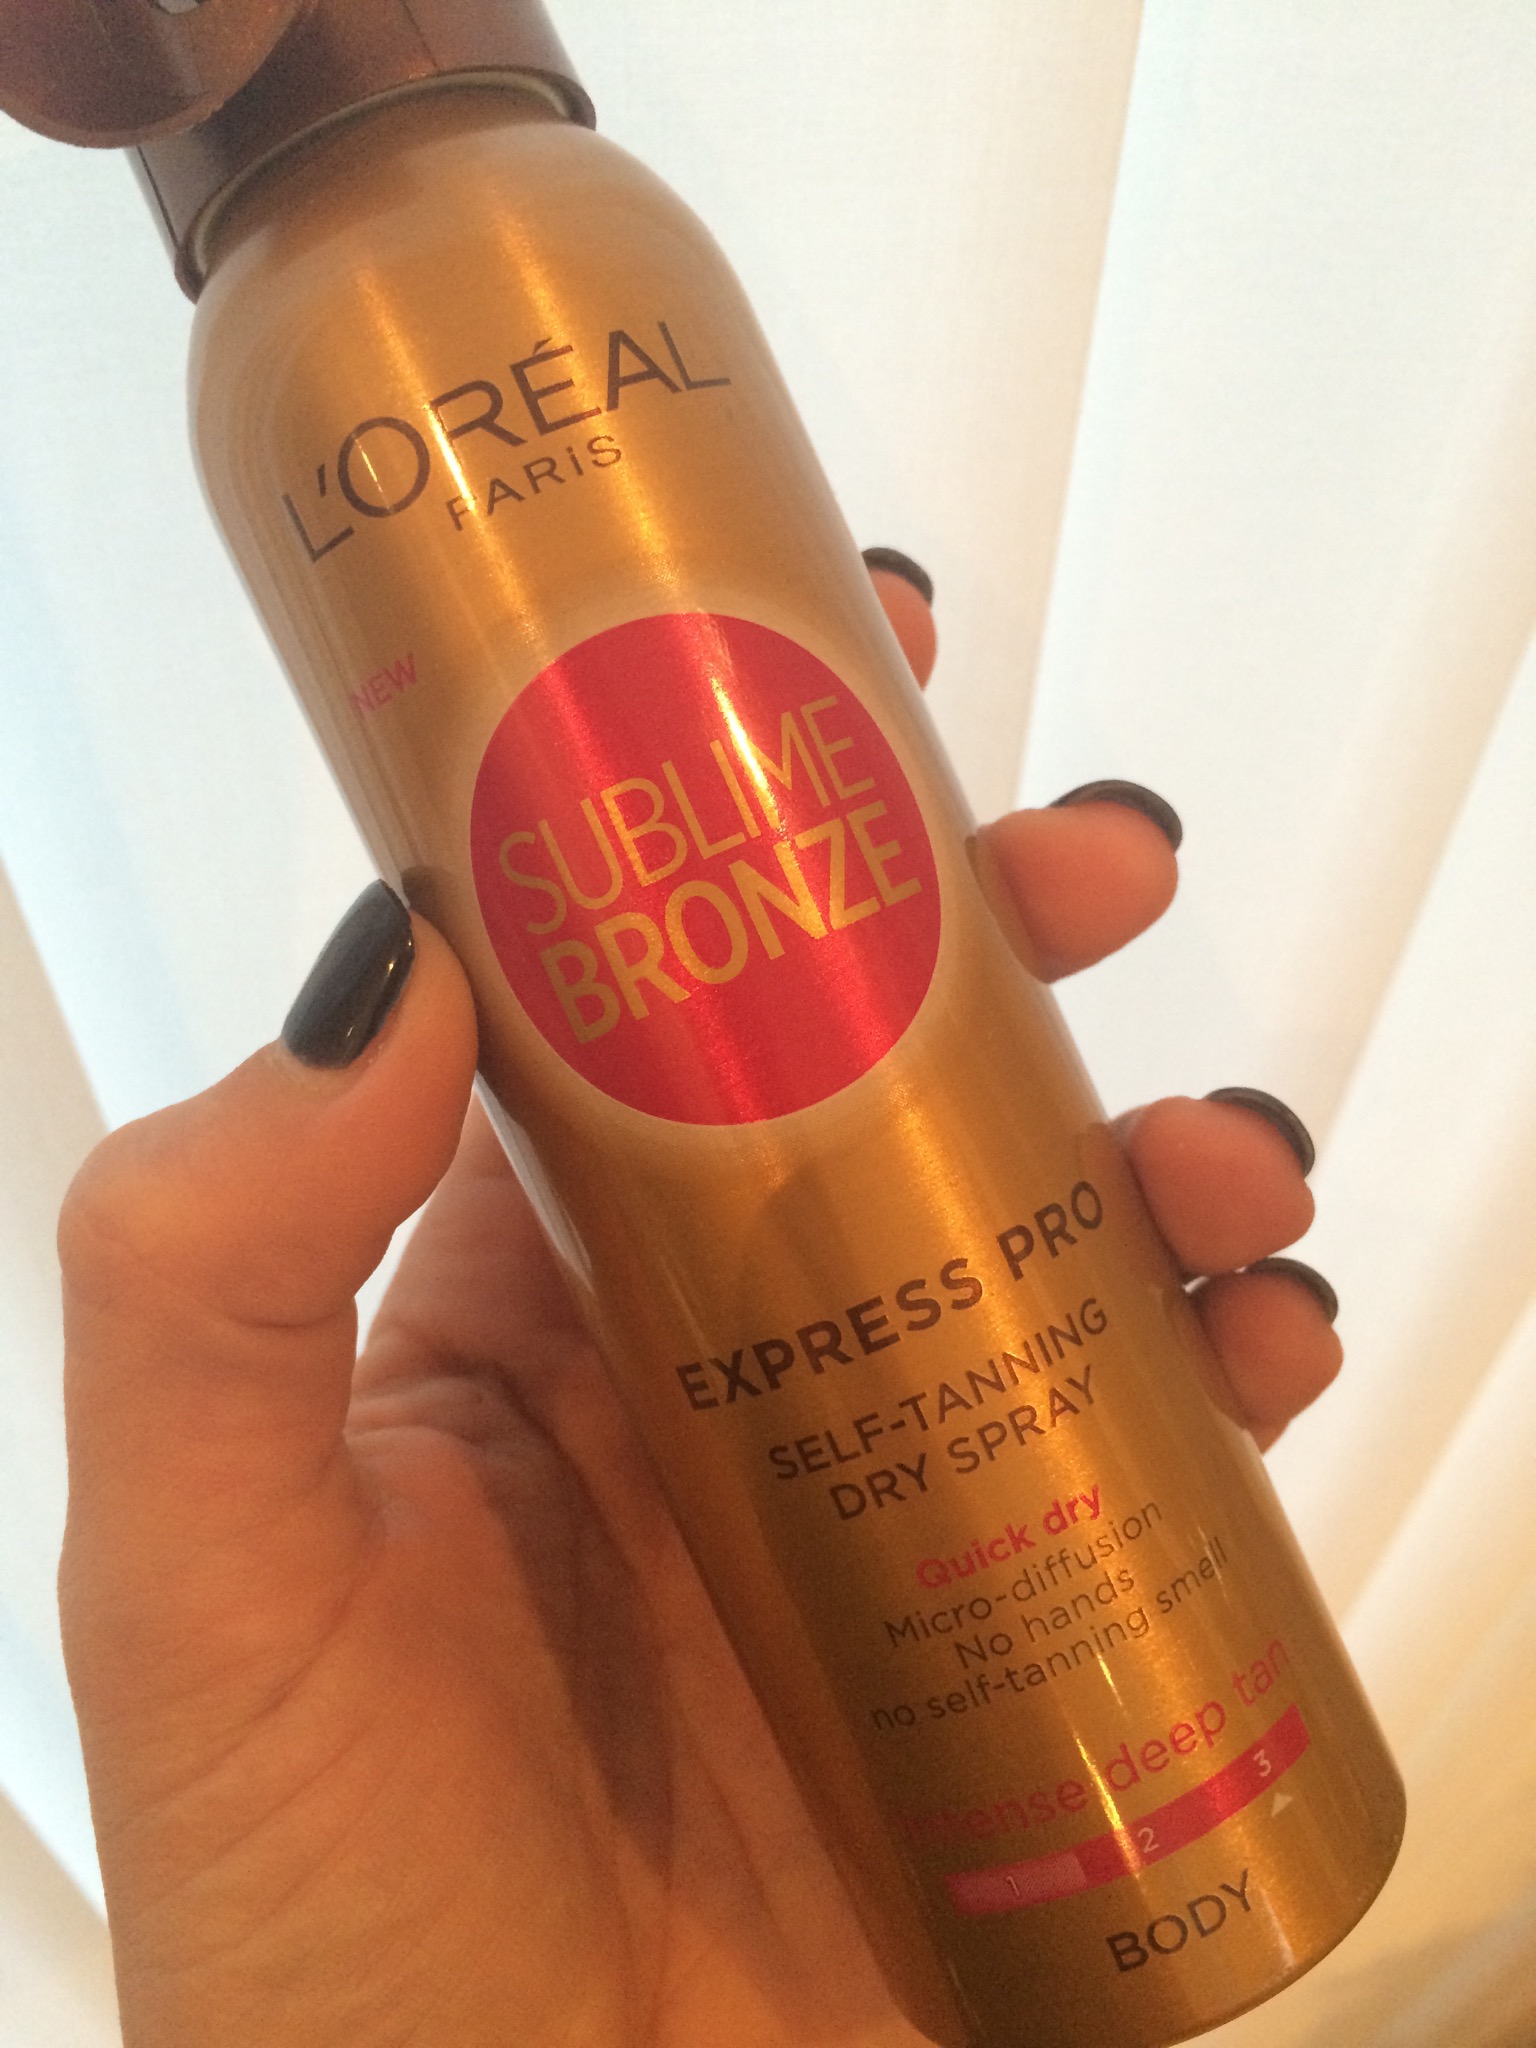 L'ORÉAL
PARiS
NEW
SUBLIME
BRONZE
EXPRESS PRO
SELF-TANNING
DRY SPRAY
Quick dry
Micro-diffusion
No hands
no self-tanning smell
intense deep tan
1 2 3
BODY